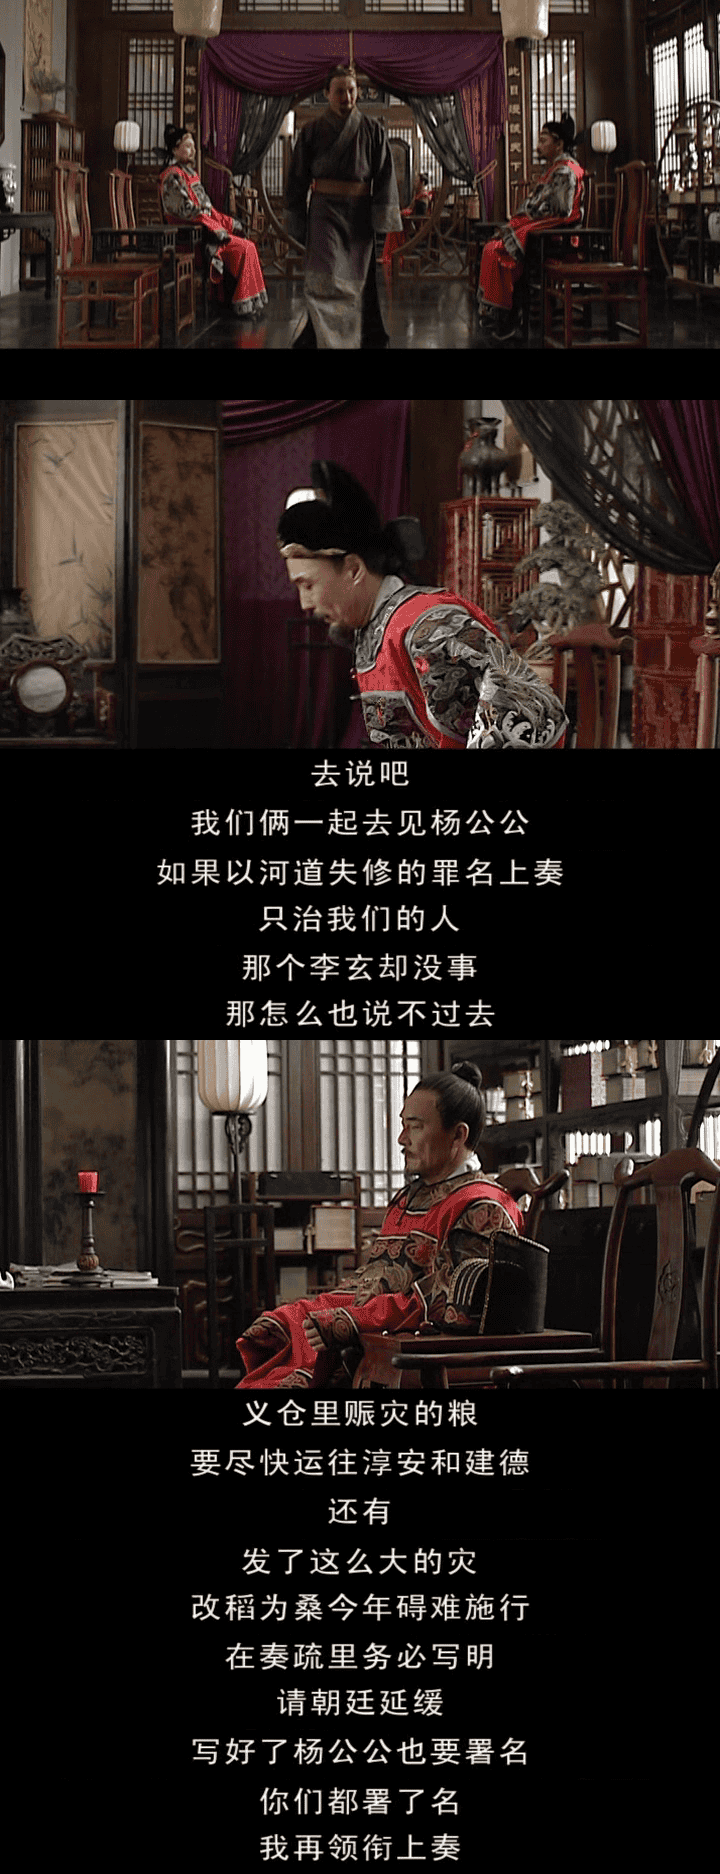 去说吧
我们俩一起去见杨公公
如果以河道失修的罪名上奏
只治我们的人
那个李玄却没事
那怎么也说不过去
义仓里赈灾的粮
要尽快运往淳安和建德
还有
发了这么大的灾
改稻为桑今年碍难施行
在奏疏里务必写明
请朝廷延缓
写好了杨公公也要署名
你们都署了名
我再领衔上奏